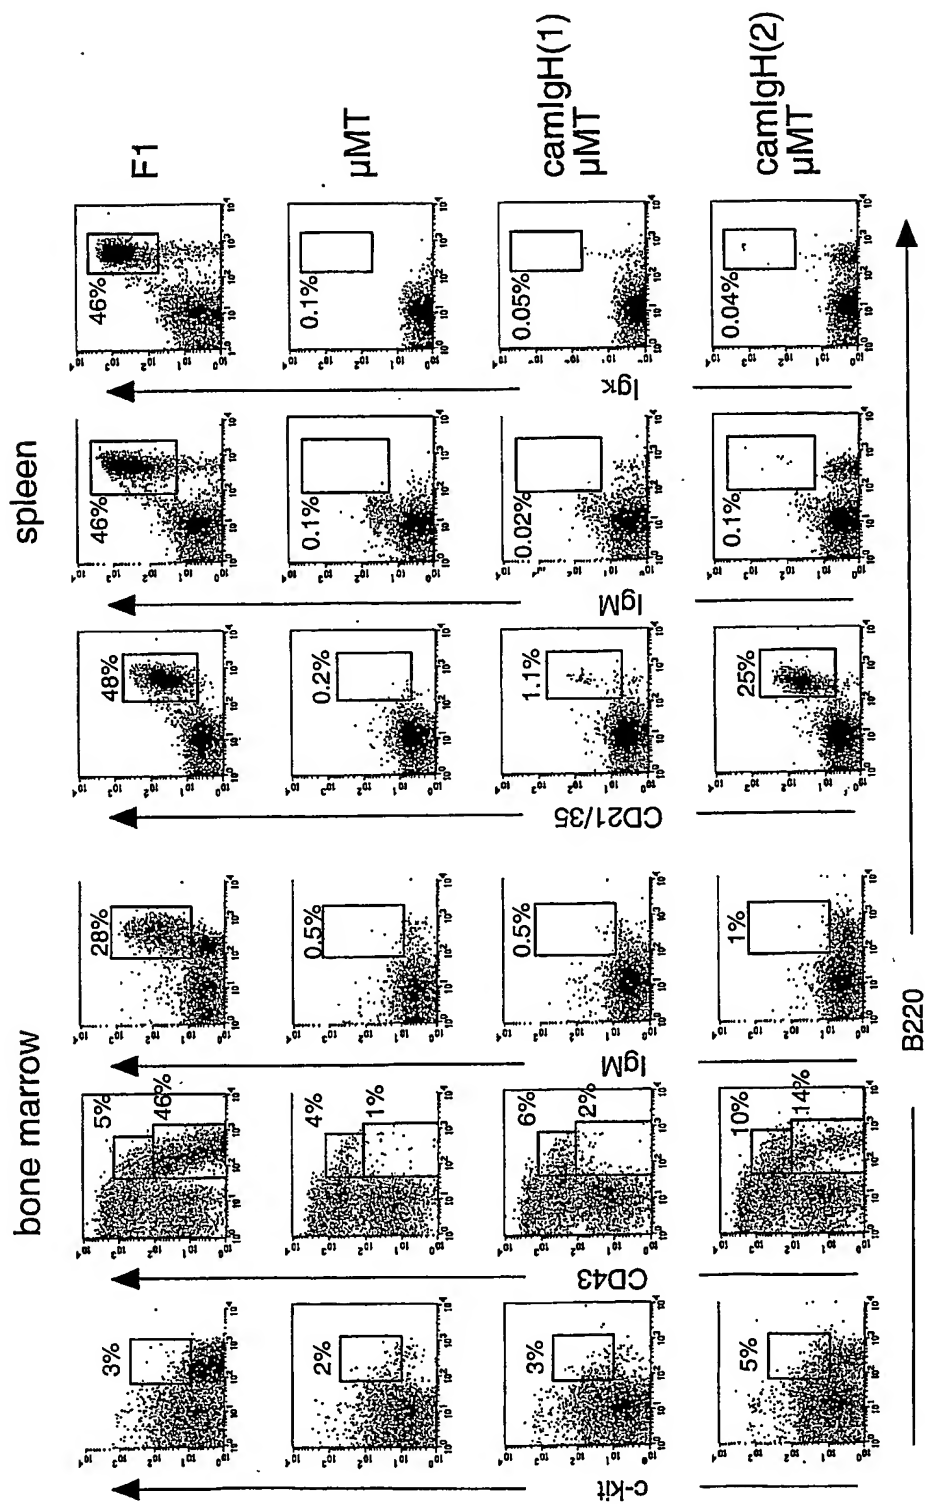 bone marrow
spleen
3%
5%
46%
28%
48%
46%
46%
F1
2%
4%
1%
0.5%
0.2%
0.1%
0.1%
µMT
3%
6%
2%
0.5%
1.1%
0.02%
0.05%
camIgH(1)
µMT
5%
10%
14%
1%
25%
0.1%
0.04%
camIgH(2)
µMT
c-kit
CD43
IgM
CD21/35
IgM
Igκ
B220